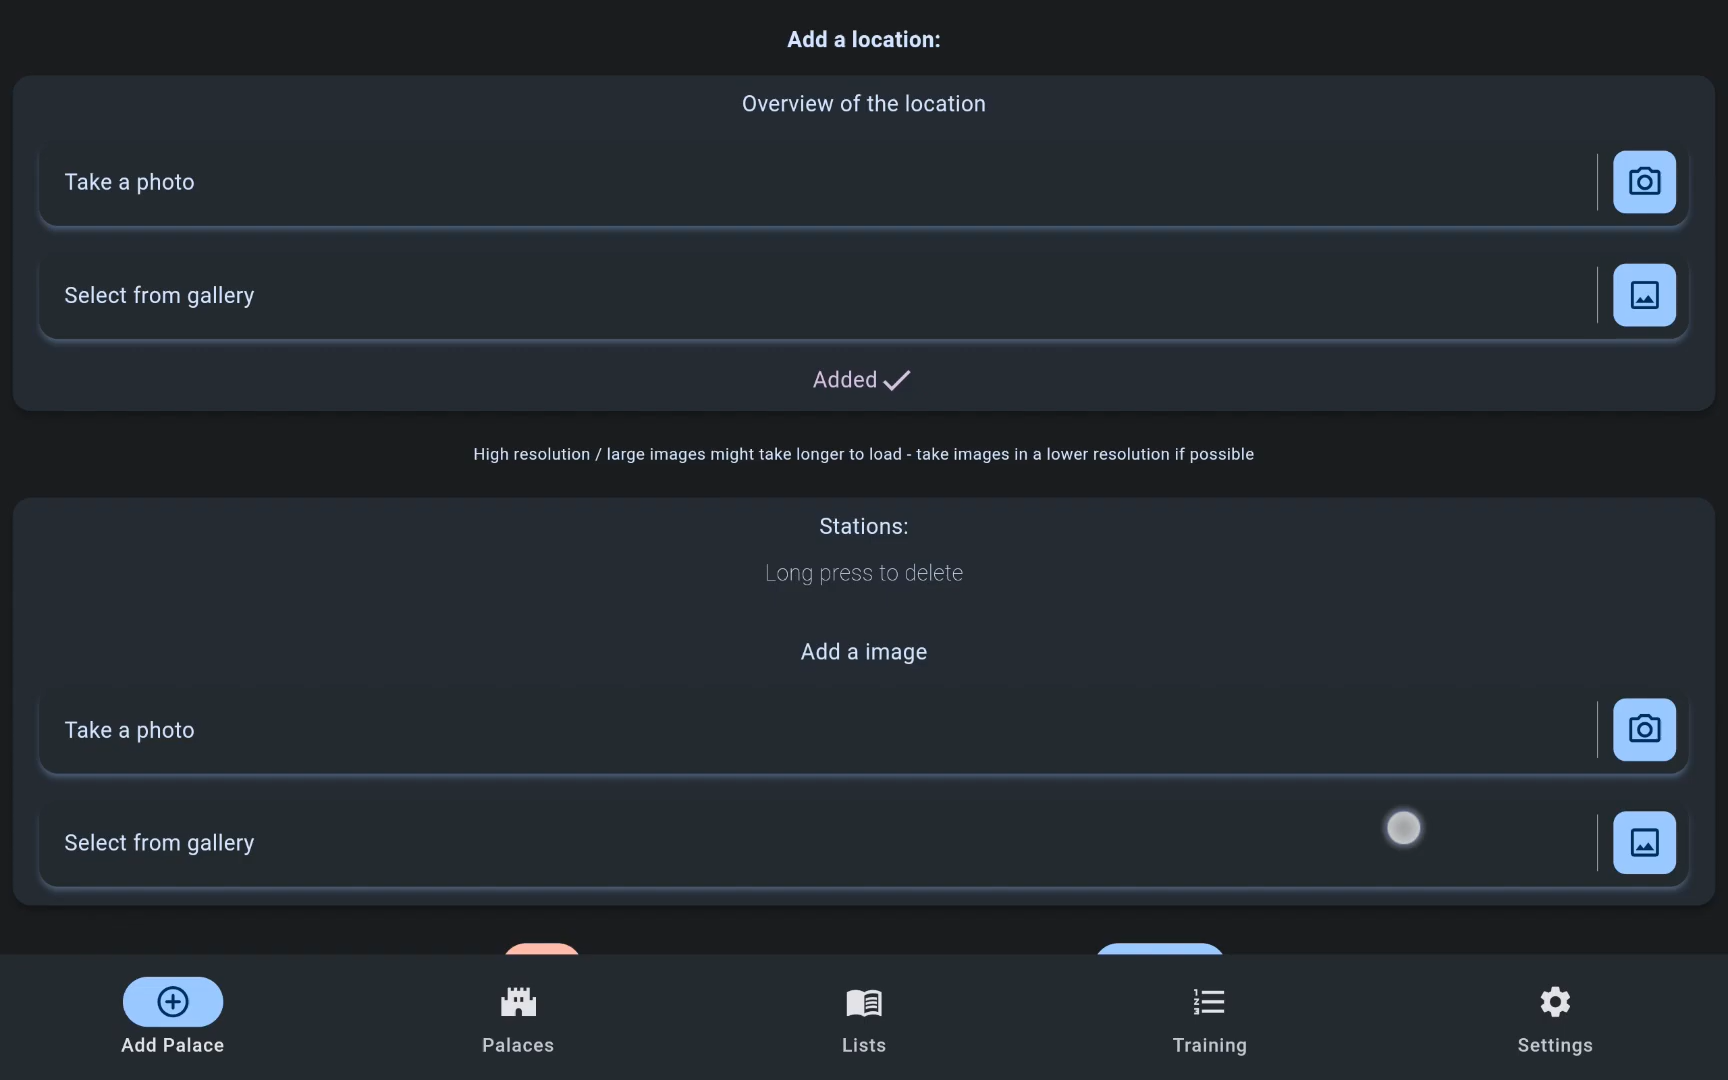 Add a location:
Overview of the location
Take a photo
Select from gallery
Added
High resolution / large images might take longer to load - take images in a lower resolution if possible
Stations:
Long press to delete
Add a image
Take a photo
Select from gallery
Add Palace
Palaces
Lists
Training
Settings